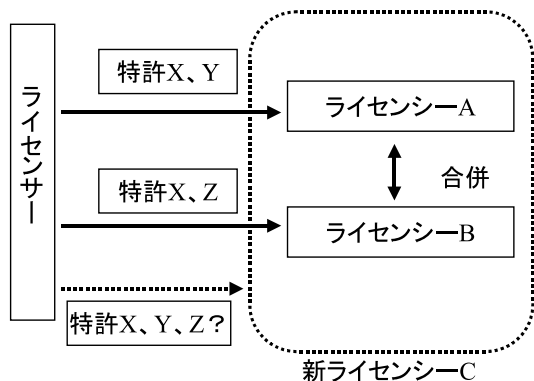 ライセンサー
特許X、Y
ライセンシーA
合併
特許X、Z
ライセンシーB
特許X、Y、Z？
新ライセンシーC